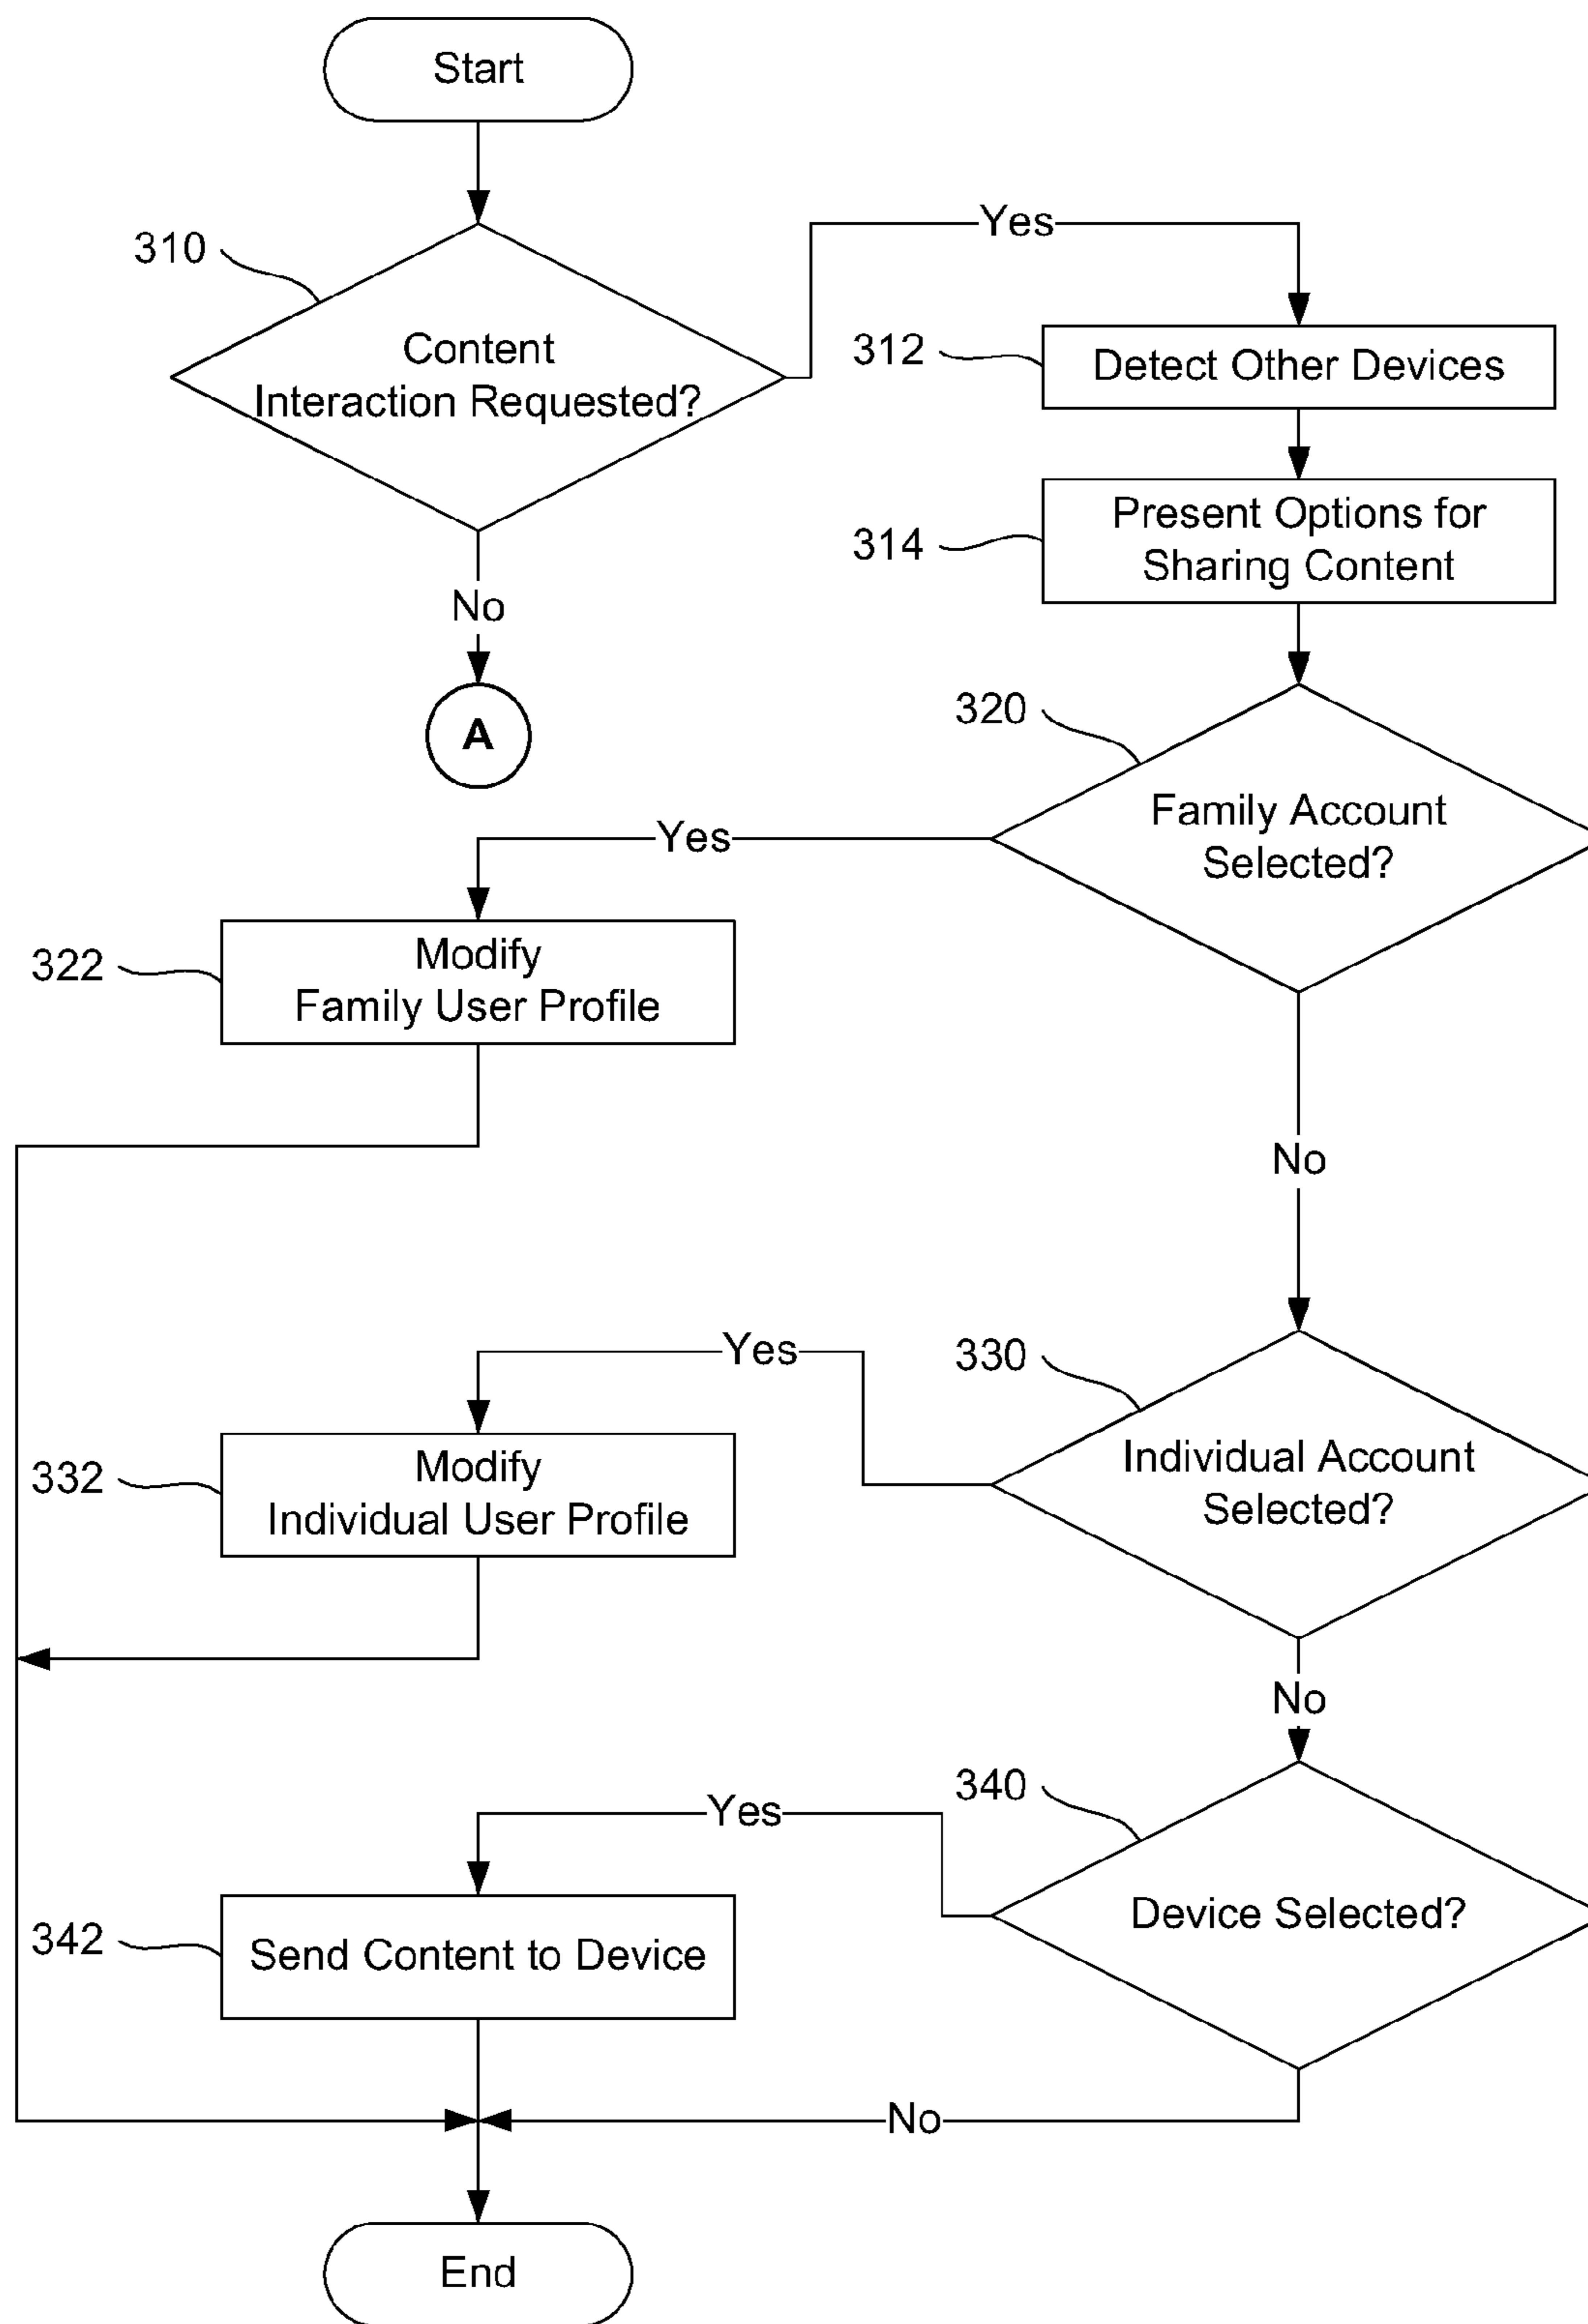 Start
310
Content
Interaction Requested?
Yes
312
Detect Other Devices
314
Present Options for
Sharing Content
No
A
320
Family Account
Selected?
Yes
322
Modify
Family User Profile
No
330
Individual Account
Selected?
Yes
332
Modify
Individual User Profile
No
340
Device Selected?
Yes
342
Send Content to Device
No
End